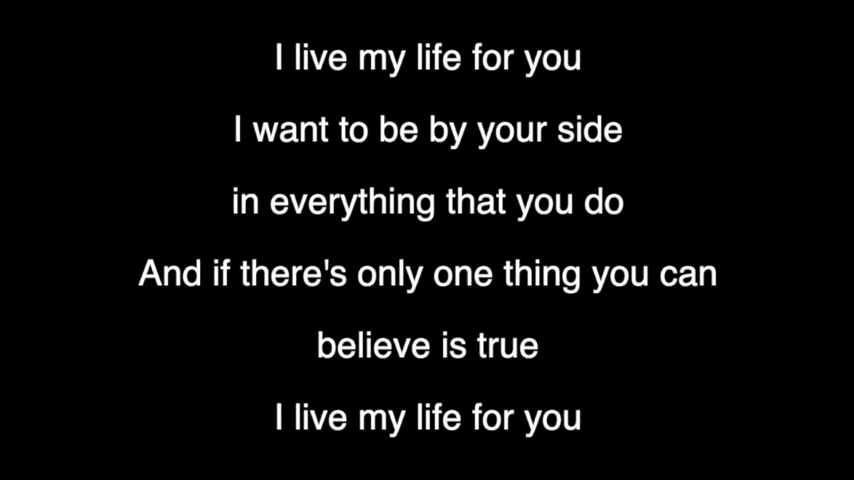 I live my life for you
I want to be by your side
in everything that you do
And if there's only one thing you can
believe is true
I live my life for you